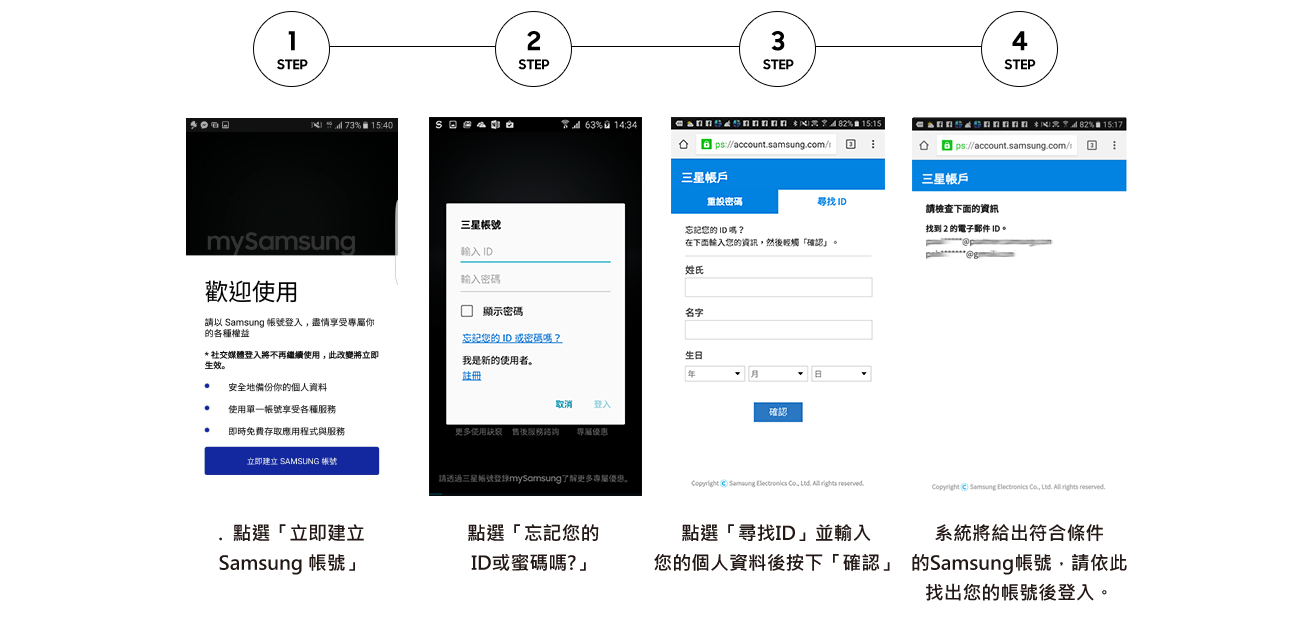 1
STEP
2
STEP
3
STEP
4
STEP
73% 15:40
mySamsung
歡迎使用
請以 Samsung 帳號登入，盡情享受專屬你
的各種權益
* 社交媒體登入將不再繼續使用，此改變將立即
生效。
安全地備份你的個人資料
使用單一帳號享受各種服務
即時免費存取應用程式與服務
立即建立 SAMSUNG 帳號
. 點選「立即建立
Samsung 帳號」
63% 14:34
三星帳號
輸入 ID
輸入密碼
顯示密碼
忘記您的 ID 或密碼嗎？
我是新的使用者。
註冊
取消 登入
更多使用訣竅 售後服務諮詢 專屬優惠
請透過三星帳號登錄mySamsung了解更多專屬優惠。
點選「忘記您的
ID或蜜碼嗎?」
82% 15:15
ps://account.samsung.com/
3
三星帳戶
重設密碼 尋找 ID
忘記您的 ID 嗎？
在下面輸入您的資訊，然後輕觸「確認」。
姓氏
名字
生日
年 月 日
確認
Copyright © Samsung Electronics Co., Ltd. All rights reserved.
點選「尋找ID」並輸入
您的個人資料後按下「確認」
82% 15:17
ps://account.samsung.com/
3
三星帳戶
請檢查下面的資訊
找到 2 的電子郵件 ID。
Copyright © Samsung Electronics Co., Ltd. All rights reserved.
系統將給出符合條件
的Samsung帳號，請依此
找出您的帳號後登入。